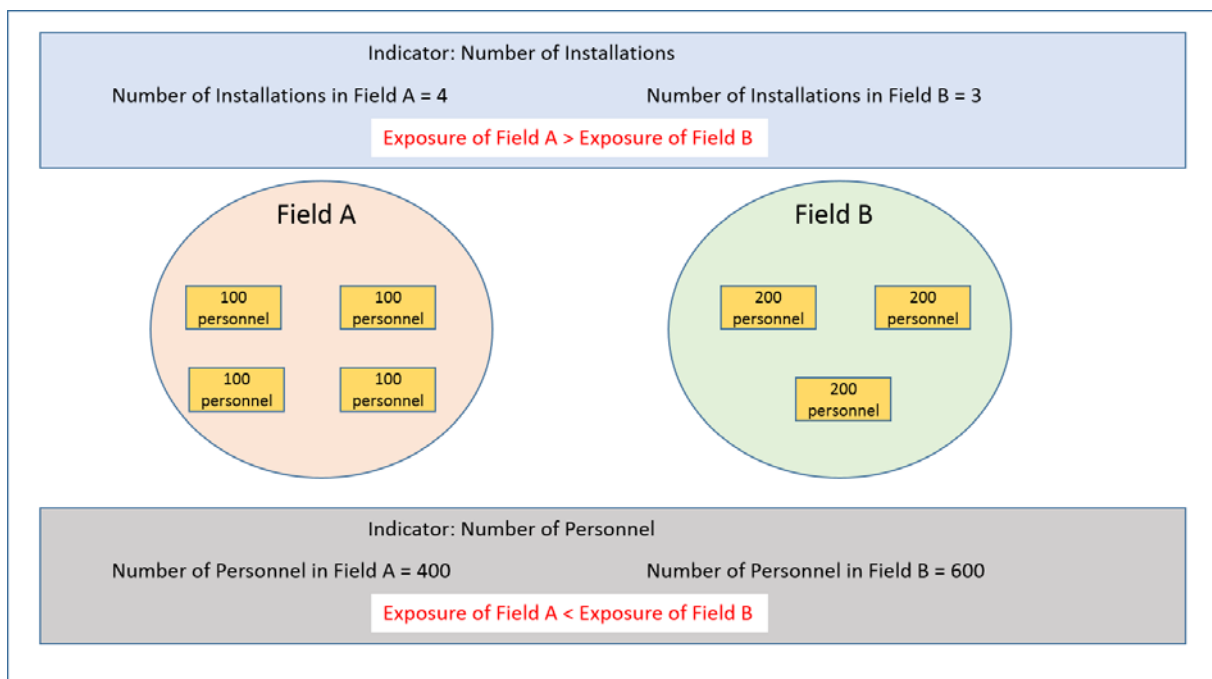 Indicator: Number of Installations
Number of Installations in Field A = 4
Number of Installations in Field B = 3
Exposure of Field A > Exposure of Field B
Field A
Field B
100
personnel
100
personnel
200
personnel
200
personnel
100
personnel
100
personnel
200
personnel
Indicator: Number of Personnel
Number of Personnel in Field A = 400
Number of Personnel in Field B = 600
Exposure of Field A < Exposure of Field B